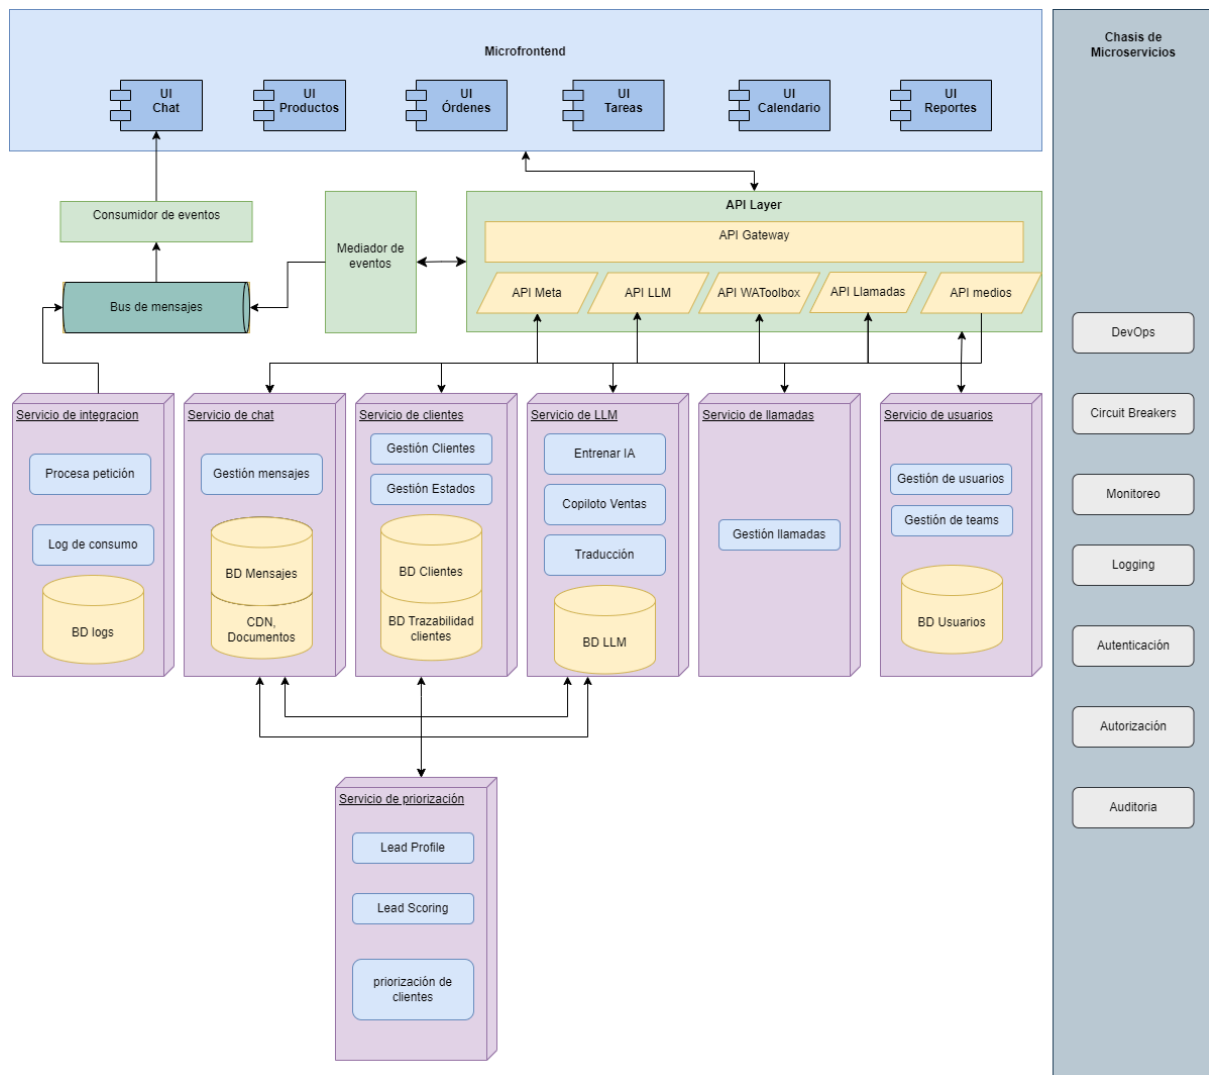 Microfrontend
Chasis de
Microservicios
UI
Chat
UI
Productos
UI
Órdenes
UI
Tareas
UI
Calendario
UI
Reportes
Consumidor de eventos
Mediador de
eventos
API Layer
API Gateway
API Meta
API LLM
API WAToolbox
API Llamadas
API medios
Bus de mensajes
Servicio de integracion
Procesa petición
Log de consumo
BD logs
Servicio de chat
Gestión mensajes
BD Mensajes
CDN,
Documentos
Servicio de clientes
Gestión Clientes
Gestión Estados
BD Clientes
BD Trazabilidad
clientes
Servicio de LLM
Entrenar IA
Copiloto Ventas
Traducción
BD LLM
Servicio de llamadas
Gestión llamadas
Servicio de usuarios
Gestión de usuarios
Gestión de teams
BD Usuarios
Servicio de priorización
Lead Profile
Lead Scoring
priorización de
clientes
DevOps
Circuit Breakers
Monitoreo
Logging
Autenticación
Autorización
Auditoria